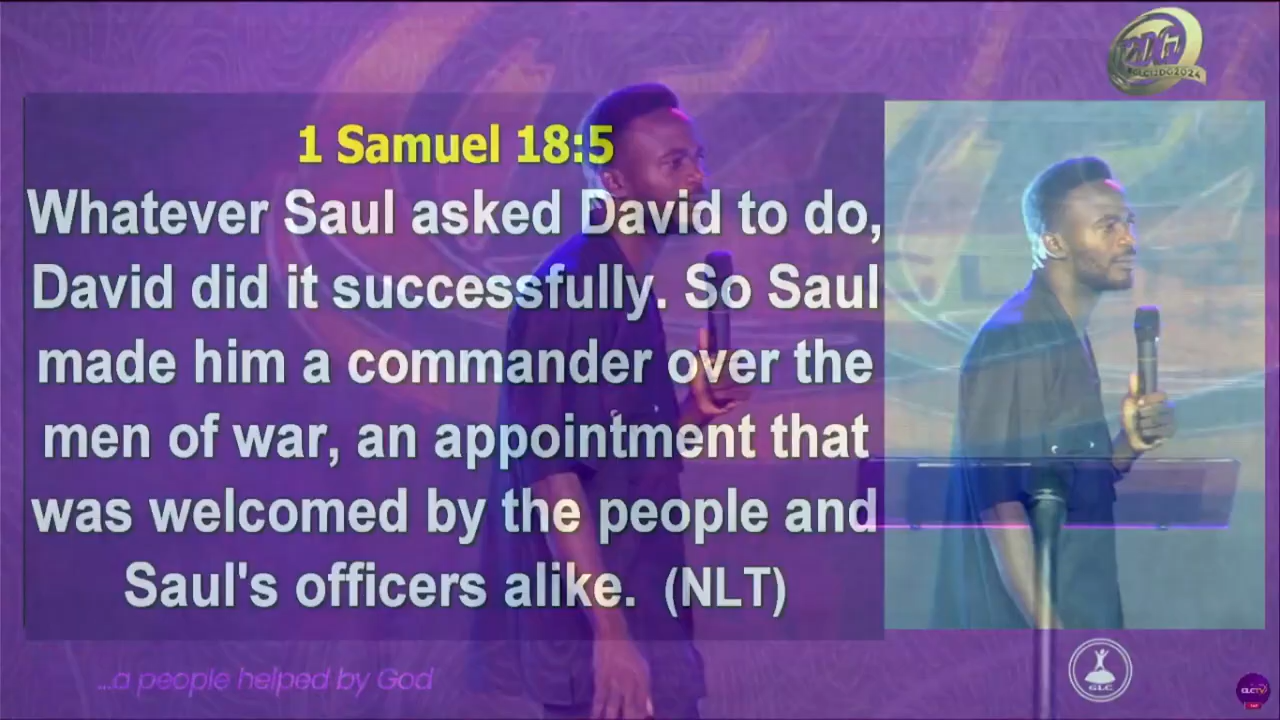 1 Samuel 18:5
Whatever Saul asked David to do,
David did it successfully. So Saul
made him a commander over the
men of war, an appointment that
was welcomed by the people and
Saul's officers alike. (NLT)
...a people helped by God
GLC
GLCTV